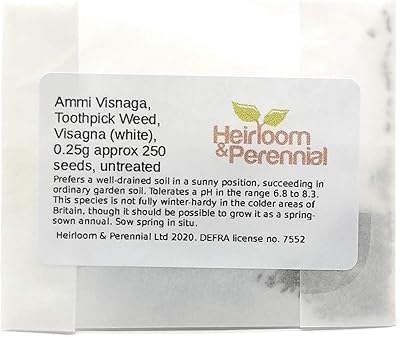 Ammi Visnaga,
Toothpick Weed,
Visagna (white),
0.25g approx 250
seeds, untreated
Heirloom
& Perennial
Prefers a well-drained soil in a sunny position, succeeding in
ordinary garden soil. Tolerates a pH in the range 6.8 to 8.3.
This species is not fully winter-hardy in the colder areas of
Britain, though it should be possible to grow it as a spring-
sown annual. Sow spring in situ.
Heirloom & Perennial Ltd 2020. DEFRA license no. 7552